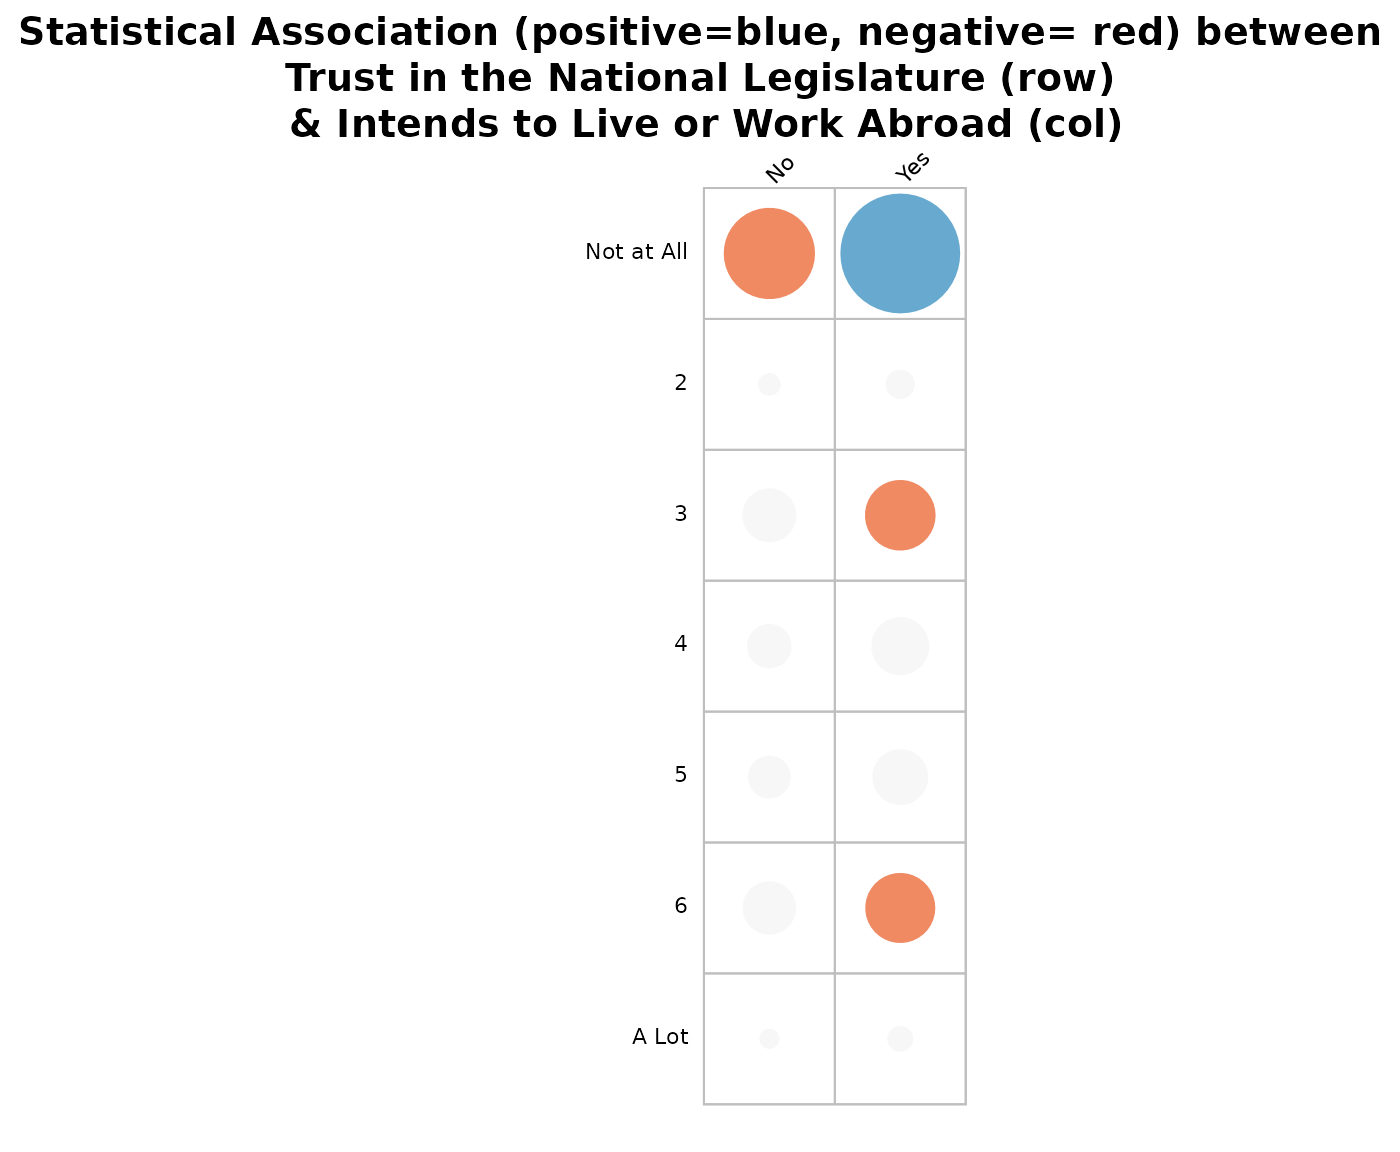 Statistical Association (positive=blue, negative= red) between
Trust in the National Legislature (row)
& Intends to Live or Work Abroad (col)
No Yes
Not at All
2
3
4
5
6
A Lot